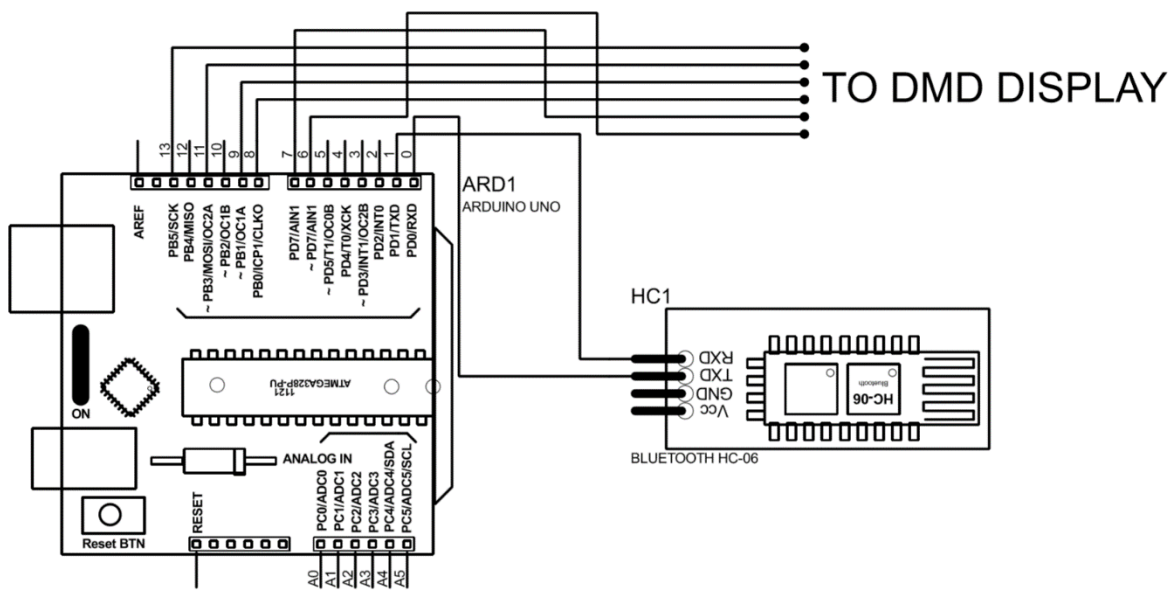 TO DMD DISPLAY
13
12
11
10
9
8
7
6
5
4
3
2
1
0
ARD1
ARDUINO UNO
AREF
PB5/SCK
PB4/MISO
~ PB3/MOSI/OC2A
~ PB2/OC1B
~ PB1/OC1A
PB0/ICP1/CLKO
PD7/AIN1
~ PD7/AIN1
~ PD5/T1/OC0B
PD4/T0/XCK
~ PD3/INT1/OC2B
PD2/INT0
PD1/TXD
PD0/RXD
HC1
RXD
TXD
GND
Vcc
HC-06
Bluetooth
BLUETOOTH HC-06
ATMEGA328P-PU
1121
ON
ANALOG IN
RESET
PC0/ADC0
PC1/ADC1
PC2/ADC2
PC3/ADC3
PC4/ADC4/SDA
PC5/ADC5/SCL
Reset BTN
A0
A1
A2
A3
A4
A5